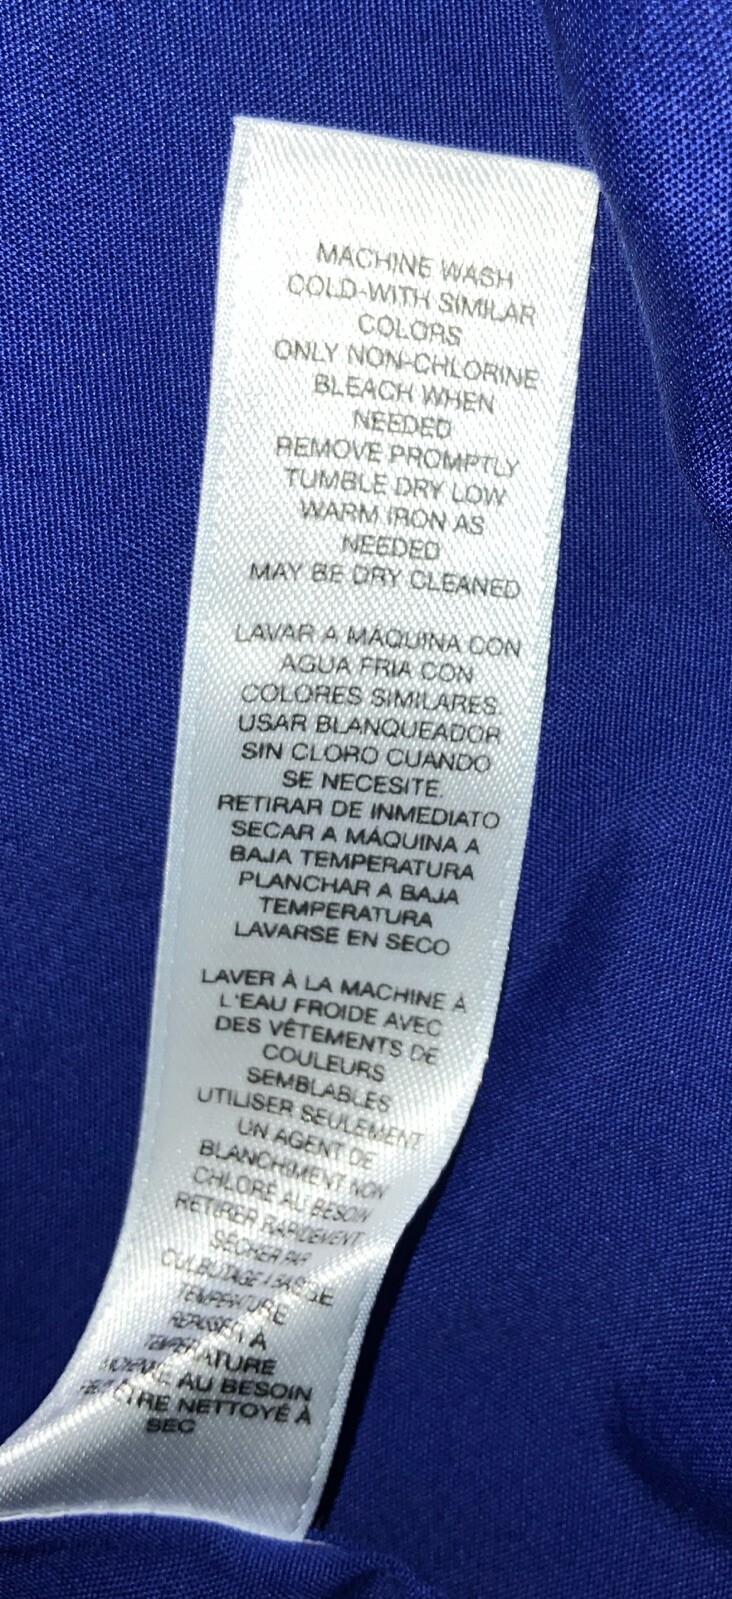 MACHINE WASH
COLD-WITH SIMILAR
COLORS
ONLY NON-CHLORINE
BLEACH WHEN
NEEDED
REMOVE PROMPTLY
TUMBLE DRY LOW
WARM IRON AS
NEEDED
MAY BE DRY CLEANED
LAVAR A MÁQUINA CON
AGUA FRIA CON
COLORES SIMILARES.
USAR BLANQUEADOR
SIN CLORO CUANDO
SE NECESITE.
RETIRAR DE INMEDIATO
SECAR A MÁQUINA A
BAJA TEMPERATURA
PLANCHAR A BAJA
TEMPERATURA
LAVARSE EN SECO
LAVER À LA MACHINE À
L'EAU FROIDE AVEC
DES VÊTEMENTS DE
COULEURS
SEMBLABLES
UTILISER SEULEMENT
UN AGENT DE
BLANCHIMENT NON
CHLORÉ AU BESOIN
RETIRER RAPIDEMENT
SÉCHER PAR
CULBUTAGE À BASSE
TEMPÉRATURE
REPASSER À
TEMPÉRATURE
MOYENNE AU BESOIN
PEUT ÊTRE NETTOYÉ À
SEC